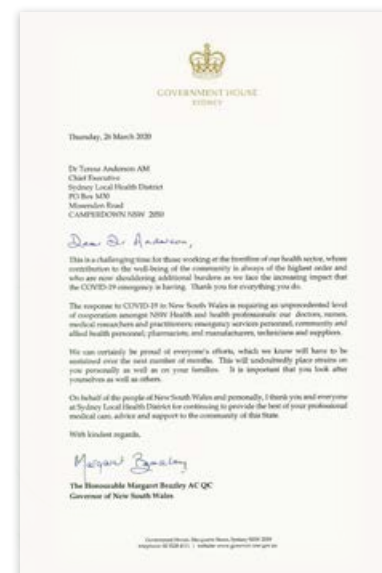 GOVERNMENT HOUSE
SYDNEY
Thursday, 26 March 2020
Dr Teresa Anderson AM
Chief Executive
Sydney Local Health District
PO Box M30
Missenden Road
CAMPERDOWN NSW 2050
Dear Dr Anderson,
This is a challenging time for those working at the frontline of our health sector, whose
contribution to the well-being of the community is always of the highest order and
who are now shouldering additional burdens as we face the increasing impact that
the COVID-19 emergency is having. Thank you for everything you do.
The response to COVID-19 in New South Wales is requiring an unprecedented level
of cooperation amongst NSW Health and health professionals: our doctors, nurses,
medical researchers and practitioners; emergency services personnel, community and
allied health personnel; pharmacists, and manufacturers, technicians and suppliers.
We can certainly be proud of everyone's efforts, which we know will have to be
sustained over the next number of months. This will undoubtedly place strains on
you personally as well as on your families. It is important that you look after
yourselves as well as others.
On behalf of the people of New South Wales and personally, I thank you and everyone
at Sydney Local Health District for continuing to provide the best of your professional
medical care, advice and support to the community of this State.
With kindest regards,
Margaret Beazley
The Honourable Margaret Beazley AC QC
Governor of New South Wales
Government House, Macquarie Street, Sydney NSW 2000